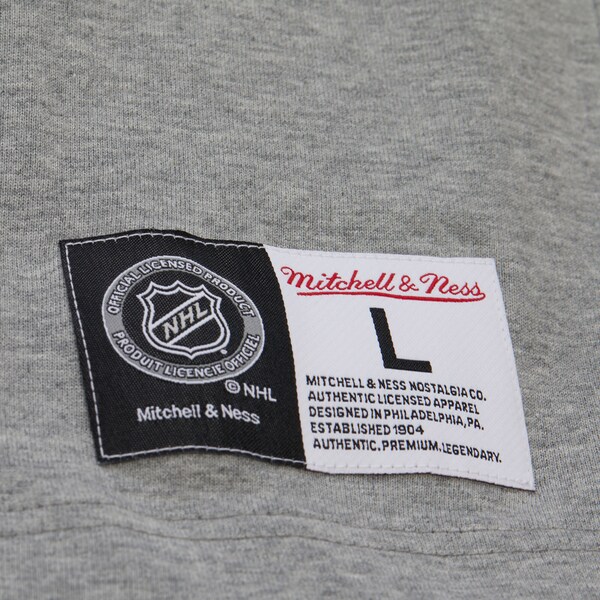 OFFICIAL LICENSED PRODUCT
NHL
PRODUIT LICENCIÉ OFFICIEL
© NHL
Mitchell & Ness
Mitchell & Ness
L
MITCHELL & NESS NOSTALGIA CO.
AUTHENTIC LICENSED APPAREL
DESIGNED IN PHILADELPHIA, PA.
ESTABLISHED 1904
AUTHENTIC. PREMIUM. LEGENDARY.